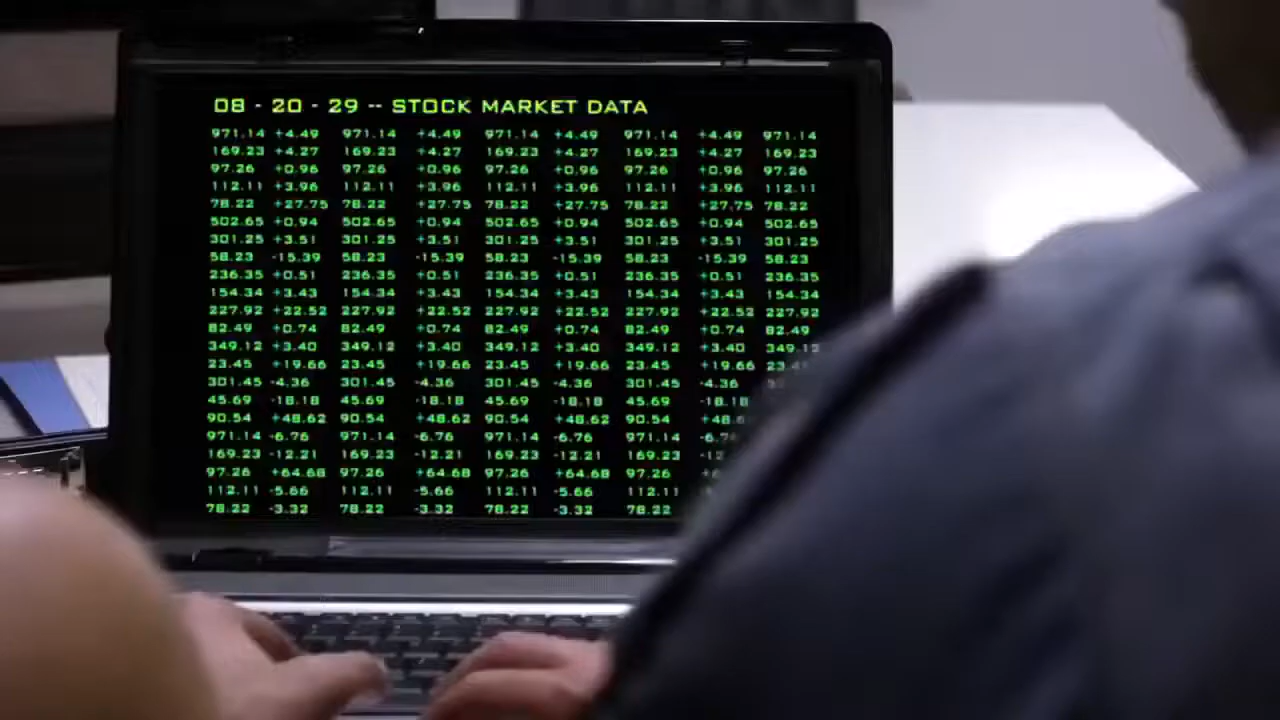 08 - 20 - 29 -- STOCK MARKET DATA
971.14 +4.49 971.14 +4.49 971.14 +4.49 971.14 +4.49 971.14
169.23 +4.27 169.23 +4.27 169.23 +4.27 169.23 +4.27 169.23
97.26 +0.96 97.26 +0.96 97.26 +0.96 97.26 +0.96 97.26
112.11 +3.96 112.11 +3.96 112.11 +3.96 112.11 +3.96 112.11
78.22 +27.75 78.22 +27.75 78.22 +27.75 78.22 +27.75 78.22
502.65 +0.94 502.65 +0.94 502.65 +0.94 502.65 +0.94 502.65
301.25 +3.51 301.25 +3.51 301.25 +3.51 301.25 +3.51 301.25
58.23 -15.39 58.23 -15.39 58.23 -15.39 58.23 -15.39 58.23
236.35 +0.51 236.35 +0.51 236.35 +0.51 236.35 +0.51 236.35
154.34 +3.43 154.34 +3.43 154.34 +3.43 154.34 +3.43 154.34
227.92 +22.52 227.92 +22.52 227.92 +22.52 227.92 +22.52 227.92
82.49 +0.74 82.49 +0.74 82.49 +0.74 82.49 +0.74 82.49
349.12 +3.40 349.12 +3.40 349.12 +3.40 349.12 +3.40 349.12
23.45 +19.66 23.45 +19.66 23.45 +19.66 23.45 +19.66
301.45 -4.36 301.45 -4.36 301.45 -4.36 301.45 -4.36
45.69 -18.18 45.69 -18.18 45.69 -18.18 45.69 -18.18
90.54 +48.62 90.54 +48.62 90.54 +48.62 90.54
971.14 -6.76 971.14 -6.76 971.14 -6.76 971.14
169.23 -12.21 169.23 -12.21 169.23 -12.21 169.23
97.26 +64.68 97.26 +64.68 97.26 +64.68 97.26
112.11 -5.66 112.11 -5.66 112.11 -5.66 112.11
78.22 -3.32 78.22 -3.32 78.22 -3.32 78.22